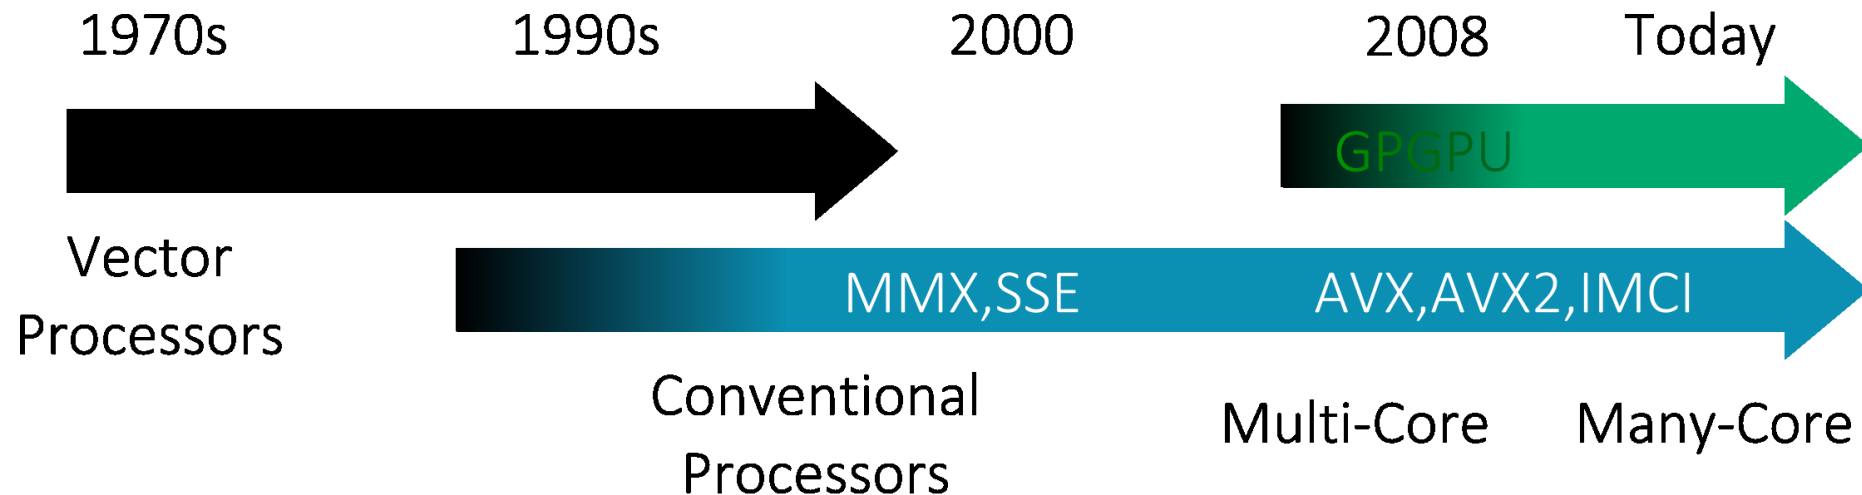 1970s 1990s 2000 2008 Today
GPGPU
Vector
Processors
MMX,SSE AVX,AVX2,IMCI
Conventional
Processors
Multi-Core Many-Core